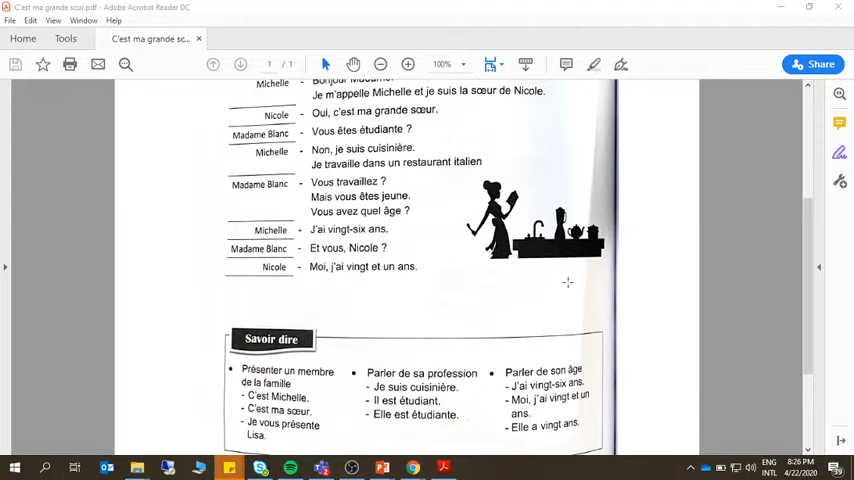 C'est ma grande scur.pdf - Adobe Acrobat Reader DC
File Edit View Window Help
Home Tools C'est ma grande sc... ×
1 / 1 100% Share
Michelle - Bonjour Madame.
Je m'appelle Michelle et je suis la sœur de Nicole.
Nicole - Oui, c'est ma grande sœur.
Madame Blanc - Vous êtes étudiante ?
Michelle - Non, je suis cuisinière.
Je travaille dans un restaurant italien
Madame Blanc - Vous travaillez ?
Mais vous êtes jeune.
Vous avez quel âge ?
Michelle - J'ai vingt-six ans.
Madame Blanc - Et vous, Nicole ?
Nicole - Moi, j'ai vingt et un ans.
Savoir dire
• Présenter un membre
de la famille
- C'est Michelle.
- C'est ma sœur.
- Je vous présente
Lisa.
• Parler de sa profession
- Je suis cuisinière.
- Il est étudiant.
- Elle est étudiante.
• Parler de son âge
- J'ai vingt-six ans.
- Moi, j'ai vingt et un
ans.
- Elle a vingt ans.
ENG
INTL
8:26 PM
4/22/2020
39